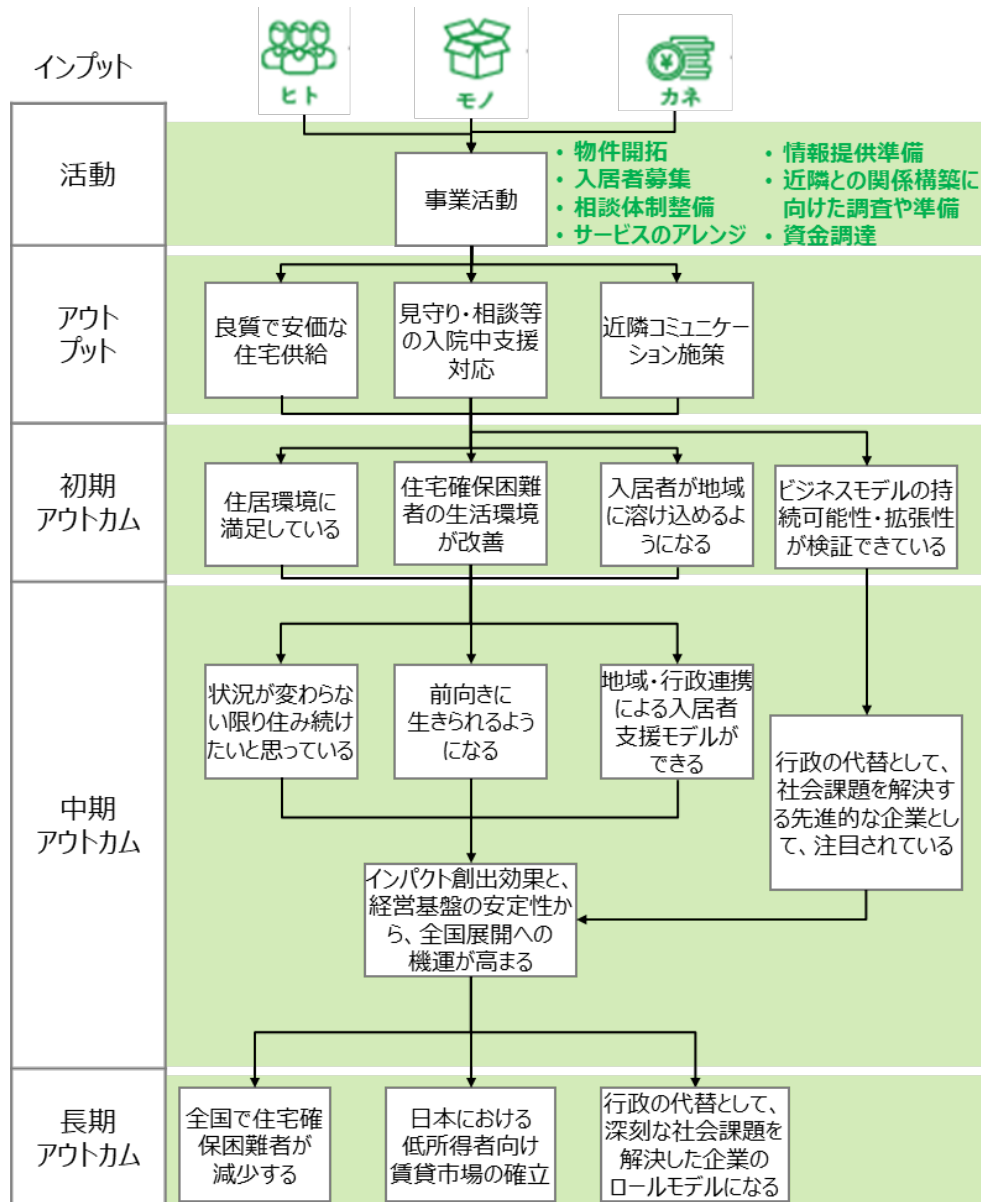 インプット
ヒト
モノ
カネ
活動
事業活動
・物件開拓
・入居者募集
・相談体制整備
・サービスのアレンジ
・情報提供準備
・近隣との関係構築に
向けた調査や準備
・資金調達
アウト
プット
良質で安価な
住宅供給
見守り・相談等
の入院中支援
対応
近隣コミュニケー
ション施策
初期
アウトカム
住居環境に
満足している
住宅確保困難
者の生活環境
が改善
入居者が地域
に溶け込めるよ
うになる
ビジネスモデルの持
続可能性・拡張性
が検証できている
中期
アウトカム
状況が変わらな
い限り住み続け
たいと思っている
前向きに
生きられるよう
になる
地域・行政連携
による入居者
支援モデルが
できる
行政の代替として、
社会課題を解決す
る先進的な企業とし
て、注目されている
インパクト創出効果と、
経営基盤の安定性か
ら、全国展開への
機運が高まる
長期
アウトカム
全国で住宅確
保困難者が
減少する
日本における
低所得者向け
賃貸市場の確立
行政の代替として、
深刻な社会課題を
解決した企業の
ロールモデルになる